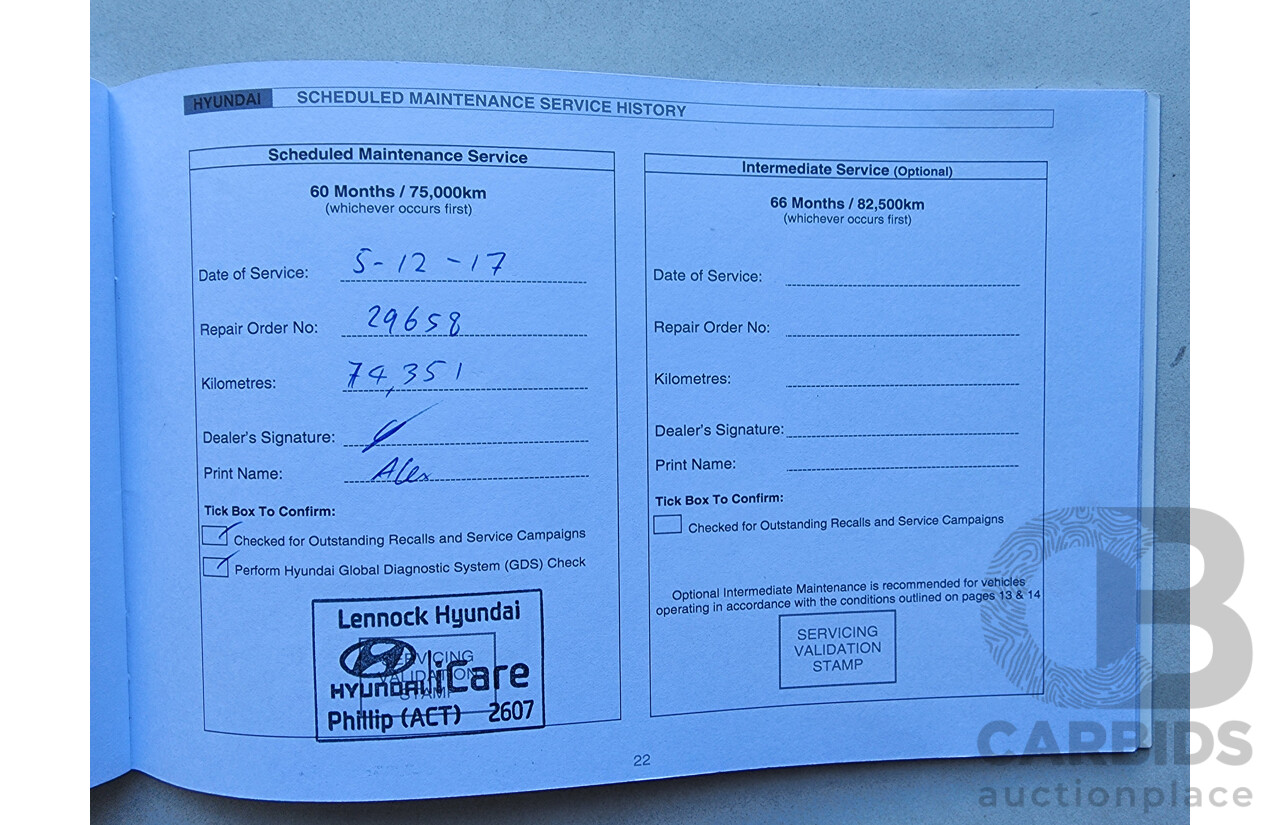 HYUNDAI SCHEDULED MAINTENANCE SERVICE HISTORY
Scheduled Maintenance Service
60 Months / 75,000km
(whichever occurs first)
Date of Service: 5-12-17
Repair Order No: 29658
Kilometres: 74,351
Dealer's Signature:
Print Name: Alex
Tick Box To Confirm:
Checked for Outstanding Recalls and Service Campaigns
Perform Hyundai Global Diagnostic System (GDS) Check
Lennock Hyundai
SERVICING
VALIDATION
STAMP
HYUNDAI iCare
Phillip (ACT) 2607
Intermediate Service (Optional)
66 Months / 82,500km
(whichever occurs first)
Date of Service:
Repair Order No:
Kilometres:
Dealer's Signature:
Print Name:
Tick Box To Confirm:
Checked for Outstanding Recalls and Service Campaigns
Optional Intermediate Maintenance is recommended for vehicles
operating in accordance with the conditions outlined on pages 13 & 14
SERVICING
VALIDATION
STAMP
22
CARBIDS
auctionplace